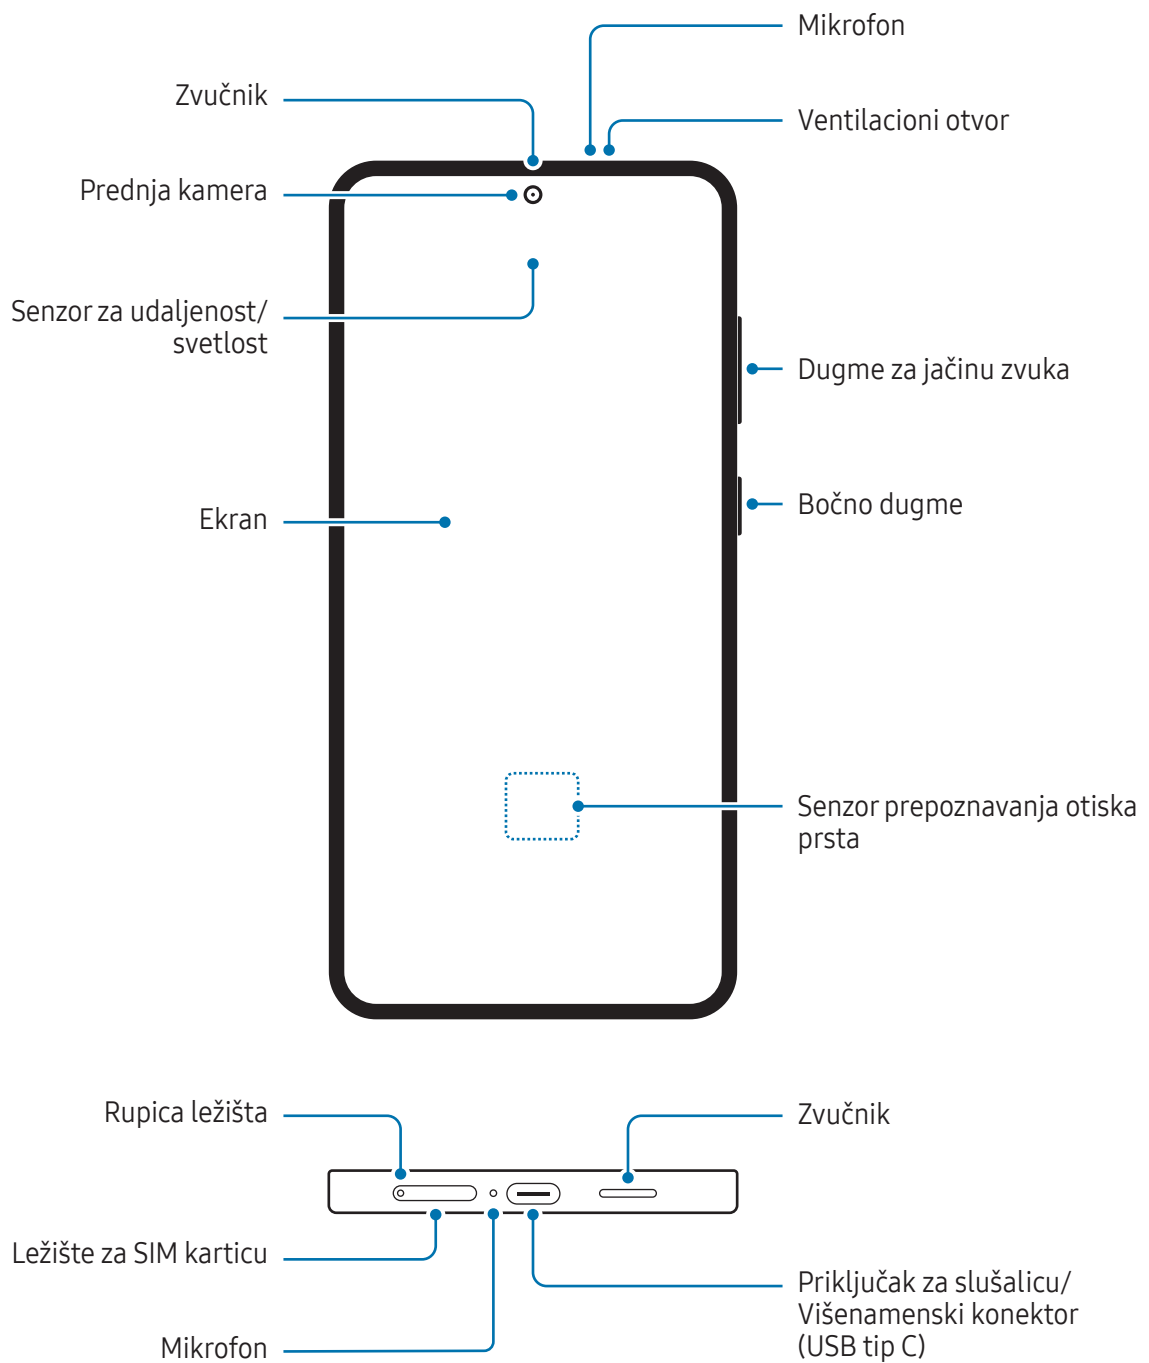 Mikrofon
Zvučnik
Ventilacioni otvor
Prednja kamera
Senzor za udaljenost/
svetlost
Dugme za jačinu zvuka
Bočno dugme
Ekran
Senzor prepoznavanja otiska
prsta
Rupica ležišta
Zvučnik
Ležište za SIM karticu
Priključak za slušalicu/
Višenamenski konektor
(USB tip C)
Mikrofon